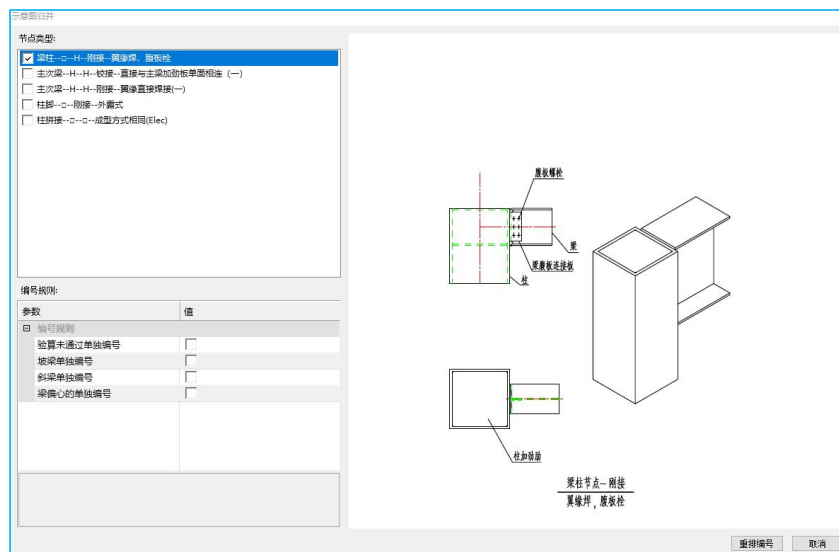 示意图归并
节点类型:
梁柱--□--H--刚接--翼缘焊，腹板栓
主次梁--H--H--铰接--直接与主梁加劲板单面相连（一）
主次梁--H--H--刚接--翼缘直接焊接(一)
柱脚--□--刚接--外露式
柱拼接--□--□--成型方式相同(Elec)
腹板螺栓
梁
梁腹板连接板
柱
柱加劲肋
梁柱节点—刚接
翼缘焊，腹板栓
编号规则:
参数 值
编号规则
验算未通过单独编号
坡梁单独编号
斜梁单独编号
梁偏心的单独编号
重排编号 取消